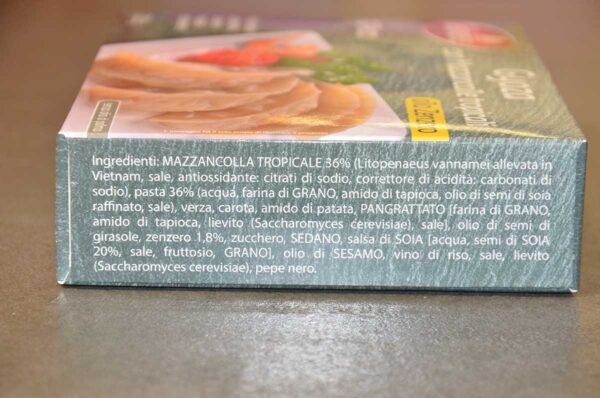 Gyoza
allo Zenzero
Ingredienti: MAZZANCOLLA TROPICALE 36% (Litopenaeus vannamei allevata in
Vietnam, sale, antiossidante: citrati di sodio, correttore di acidità: carbonati di
sodio), pasta 36% (acqua, farina di GRANO, amido di tapioca, olio di semi di soia
raffinato, sale), verza, carota, amido di patata, PANGRATTATO [farina di GRANO,
amido di tapioca, lievito (Saccharomyces cerevisiae), sale], olio di semi di
girasole, zenzero 1,8%, zucchero, SEDANO, salsa di SOIA [acqua, semi di SOIA
20%, sale, fruttosio, GRANO], olio di SESAMO, vino di riso, sale, lievito
(Saccharomyces cerevisiae), pepe nero.